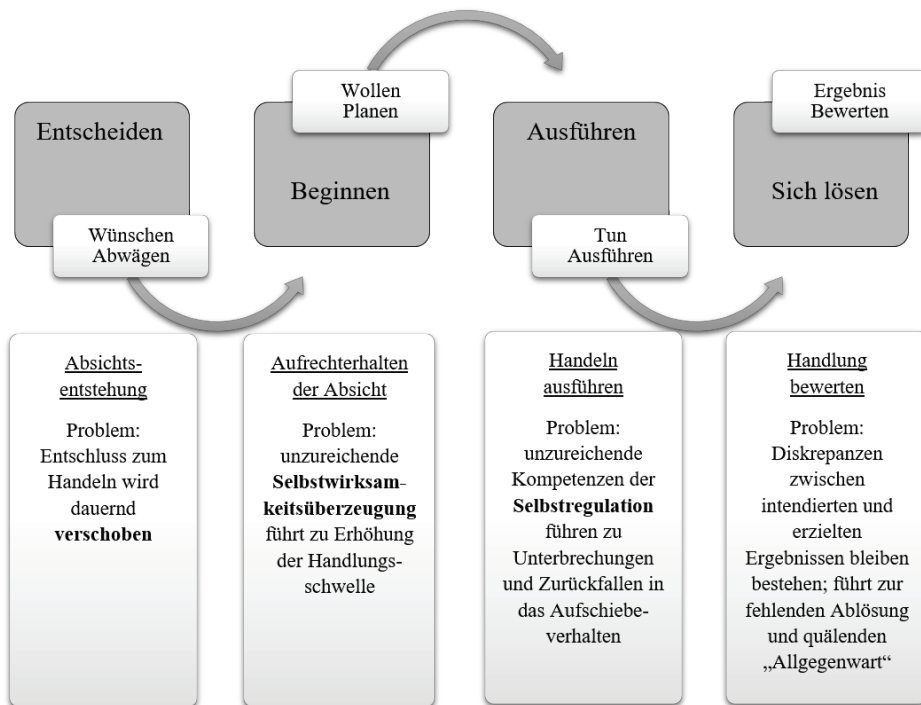 Entscheiden
Wünschen
Abwägen
Wollen
Planen
Beginnen
Ausführen
Tun
Ausführen
Ergebnis
Bewerten
Sich lösen
Absichts-
entstehung
Problem:
Entschluss zum
Handeln wird
dauernd
verschoben
Aufrechterhalten
der Absicht
Problem:
unzureichende
Selbstwirksam-
keitsüberzeugung
führt zu Erhöhung
der Handlungs-
schwelle
Handeln
ausführen
Problem:
unzureichende
Kompetenzen der
Selbstregulation
führen zu
Unterbrechungen
und Zurückfallen in
das Aufschiebe-
verhalten
Handlung
bewerten
Problem:
Diskrepanzen
zwischen
intendierten und
erzielten
Ergebnissen bleiben
bestehen; führt zur
fehlenden Ablösung
und quälenden
„Allgegenwart“